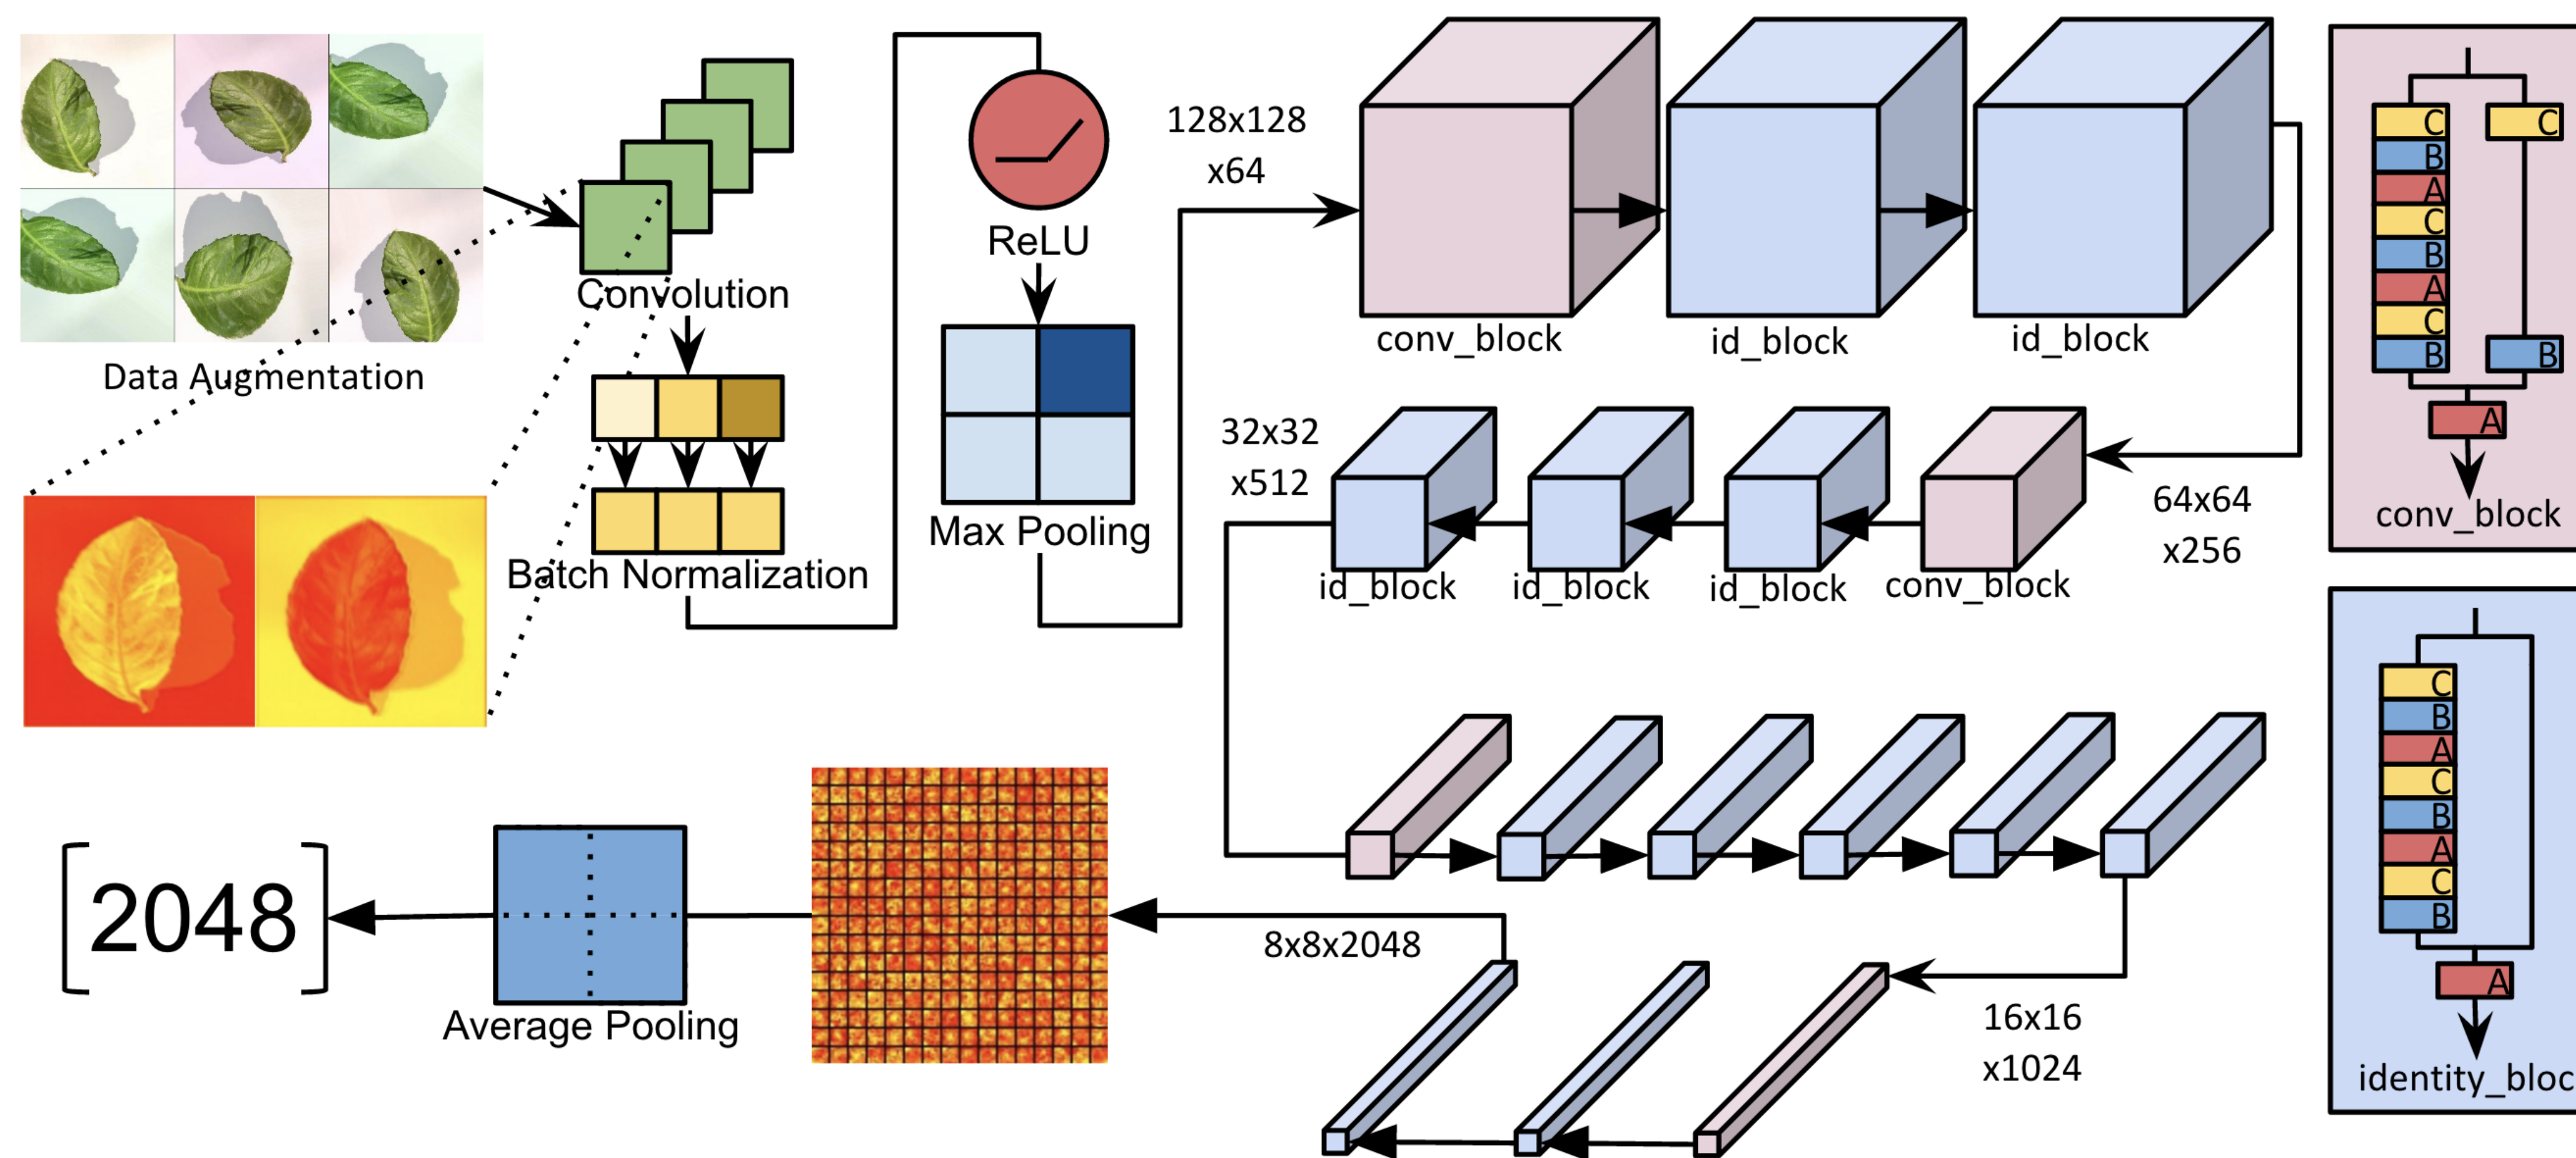 Data Augmentation
Convolution
Batch Normalization
ReLU
Max Pooling
128x128
x64
conv_block
id_block
id_block
64x64
x256
conv_block
id_block
id_block
id_block
32x32
x512
16x16
x1024
8x8x2048
Average Pooling
2048
C
B
A
C
B
A
C
B
C
B
A
conv_block
C
B
A
C
B
A
C
B
A
identity_bloc